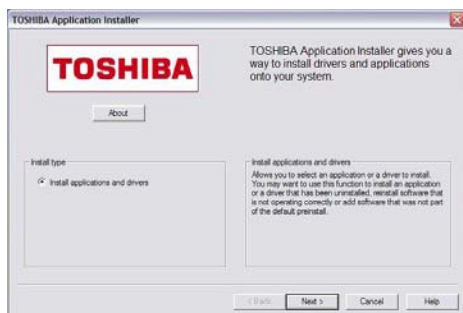 TOSHIBA Application Installer
TOSHIBA
TOSHIBA Application Installer gives you a
way to install drivers and applications
onto your system.
About
Install type
Install applications and drivers
Install applications and drivers
Allows you to select an application or a driver to install.
You may want to use this function to install an application
or a driver that has been uninstalled, reinstall software that
is not operating correctly or add software that was not part
of the default preinstall.
< Back
Next >
Cancel
Help